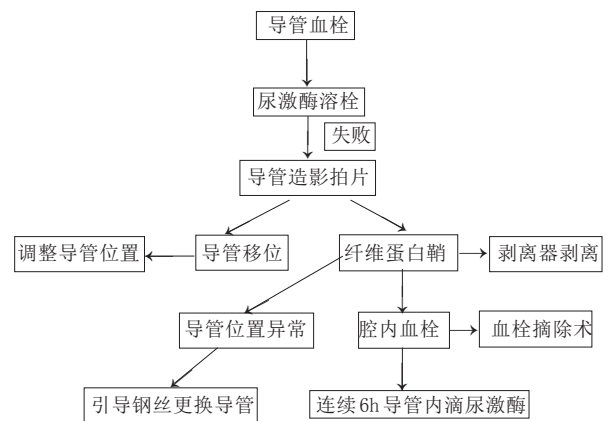 导管血栓
尿激酶溶栓
失败
导管造影拍片
调整导管位置
导管移位
纤维蛋白鞘
剥离器剥离
导管位置异常
腔内血栓
血栓摘除术
引导钢丝更换导管
连续6h导管内滴尿激酶